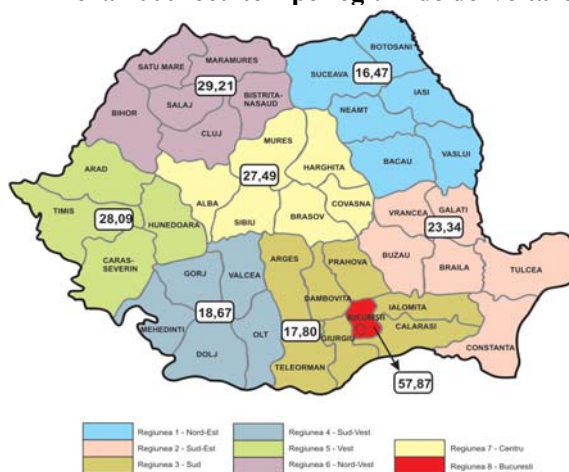 BOTOSANI
MARAMURES
SATU MARE
SUCEAVA
16,47
29,21
IASI
BISTRITA-
NASAUD
SALAJ
NEAMT
BIHOR
CLUJ
MURES
BACAU
VASLUI
HARGHITA
ARAD
27,49
ALBA
COVASNA
TIMIS
VRANCEA
GALATI
28,09
HUNEDOARA
SIBIU
BRASOV
23,34
CARAS-
SEVERIN
ARGES
PRAHOVA
BUZAU
BRAILA
TULCEA
GORJ
VALCEA
DAMBOVITA
IALOMITA
18,67
BUCURESTI
MEHEDINTI
OLT
17,80
CALARASI
GIURGIU
CONSTANTA
DOLJ
TELEORMAN
57,87
Regiunea 1 - Nord-Est
Regiunea 4 - Sud-Vest
Regiunea 7 - Centru
Regiunea 2 - Sud-Est
Regiunea 5 - Vest
Regiunea 8 - Bucuresti
Regiunea 3 - Sud
Regiunea 6 - Nord-Vest